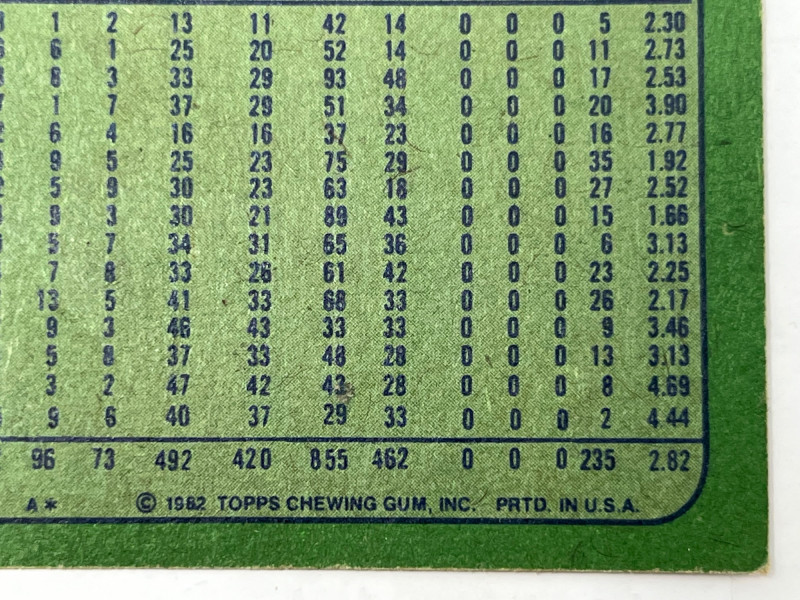 1 2 13 11 42 14 0 0 0 5 2.30
6 1 25 20 52 14 0 0 0 11 2.73
8 3 33 29 93 48 0 0 0 17 2.53
1 7 37 29 51 34 0 0 0 20 3.90
6 4 16 16 37 23 0 0 0 16 2.77
9 5 25 23 75 29 0 0 0 35 1.92
5 9 30 23 63 18 0 0 0 27 2.52
9 3 30 21 89 43 0 0 0 15 1.66
5 7 34 31 65 36 0 0 0 6 3.13
7 8 33 26 61 42 0 0 0 23 2.25
13 5 41 33 68 33 0 0 0 26 2.17
9 3 46 43 33 33 0 0 0 9 3.46
5 8 37 33 48 28 0 0 0 13 3.13
3 2 47 42 43 28 0 0 0 8 4.69
9 6 40 37 29 33 0 0 0 2 4.44
96 73 492 420 855 462 0 0 0 235 2.82
A* © 1982 TOPPS CHEWING GUM, INC. PRTD. IN U.S.A.